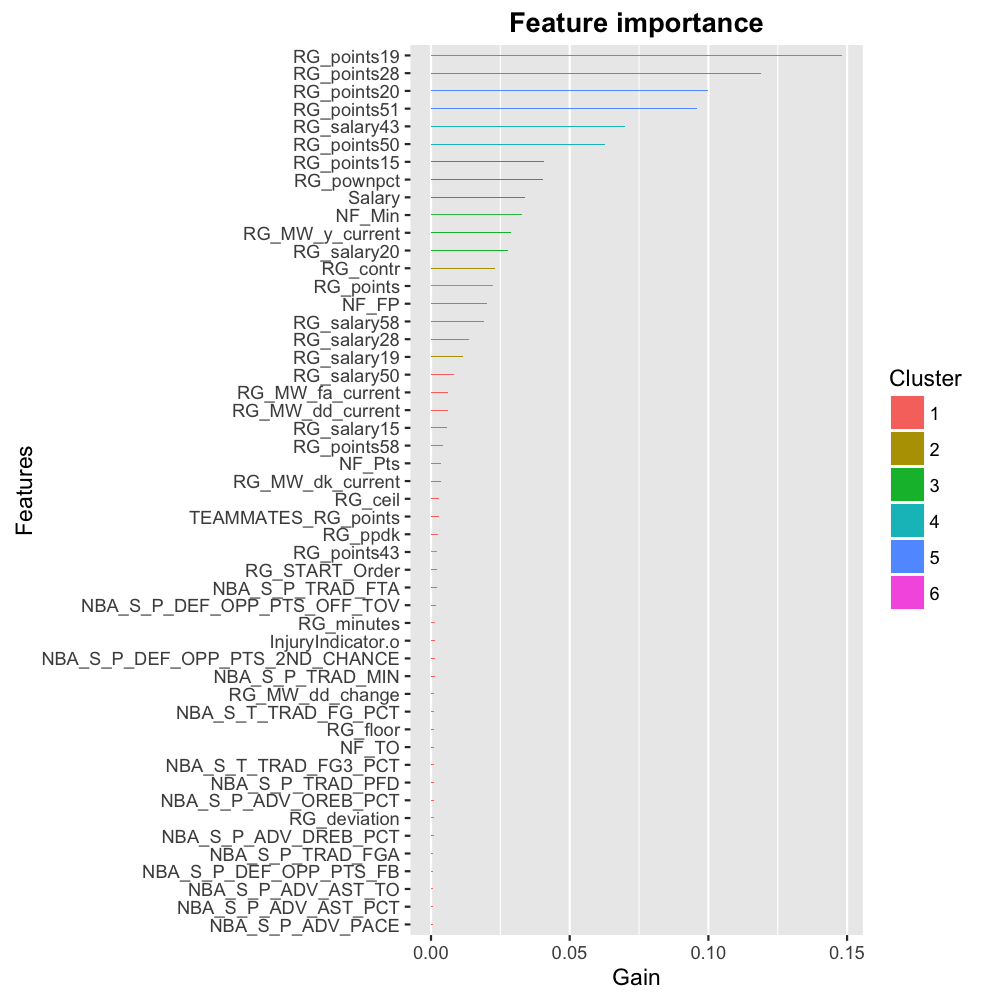 Feature importance
RG_points19
RG_points28
RG_points20
RG_points51
RG_salary43
RG_points50
RG_points15
RG_pownpct
Salary
NF_Min
RG_MW_y_current
RG_salary20
RG_contr
RG_points
NF_FP
RG_salary58
RG_salary28
RG_salary19
RG_salary50
RG_MW_fa_current
RG_MW_dd_current
RG_salary15
RG_points58
NF_Pts
RG_MW_dk_current
RG_ceil
TEAMMATES_RG_points
RG_ppdk
RG_points43
RG_START_Order
NBA_S_P_TRAD_FTA
NBA_S_P_DEF_OPP_PTS_OFF_TOV
RG_minutes
InjuryIndicator.o
NBA_S_P_DEF_OPP_PTS_2ND_CHANCE
NBA_S_P_TRAD_MIN
RG_MW_dd_change
NBA_S_T_TRAD_FG_PCT
RG_floor
NF_TO
NBA_S_T_TRAD_FG3_PCT
NBA_S_P_TRAD_PFD
NBA_S_P_ADV_OREB_PCT
RG_deviation
NBA_S_P_ADV_DREB_PCT
NBA_S_P_TRAD_FGA
NBA_S_P_DEF_OPP_PTS_FB
NBA_S_P_ADV_AST_TO
NBA_S_P_ADV_AST_PCT
NBA_S_P_ADV_PACE
Features
0.00 0.05 0.10 0.15
Gain
Cluster
1
2
3
4
5
6